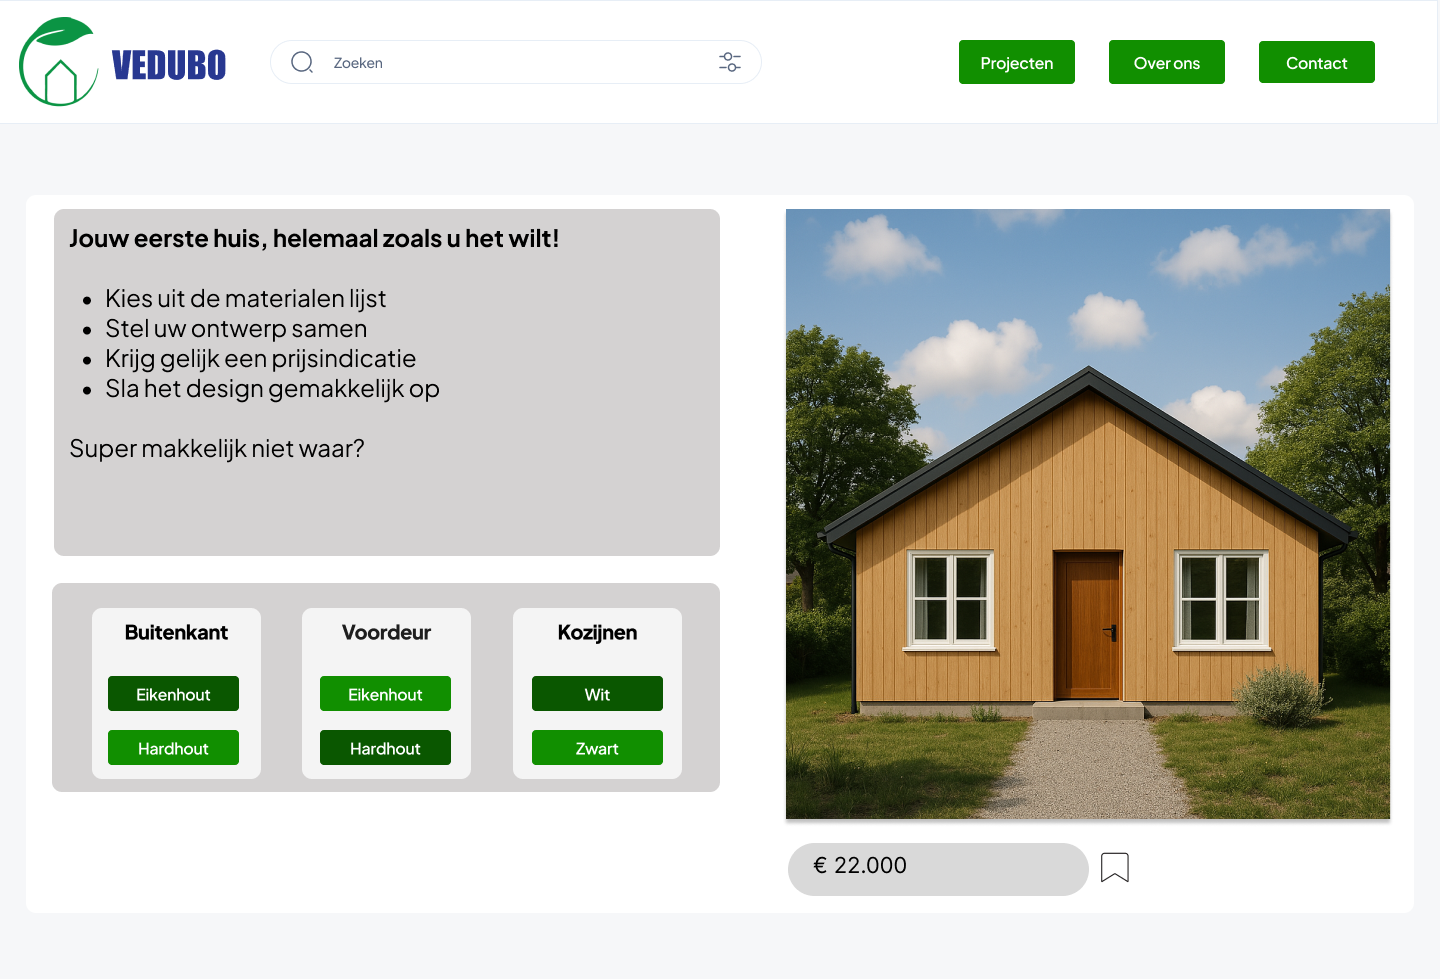 VEDUBO
Zoeken
Projecten
Over ons
Contact
Jouw eerste huis, helemaal zoals u het wilt!
• Kies uit de materialen lijst
• Stel uw ontwerp samen
• Krijg gelijk een prijsindicatie
• Sla het design gemakkelijk op
Super makkelijk niet waar?
Buitenkant
Eikenhout
Hardhout
Voordeur
Eikenhout
Hardhout
Kozijnen
Wit
Zwart
€ 22.000